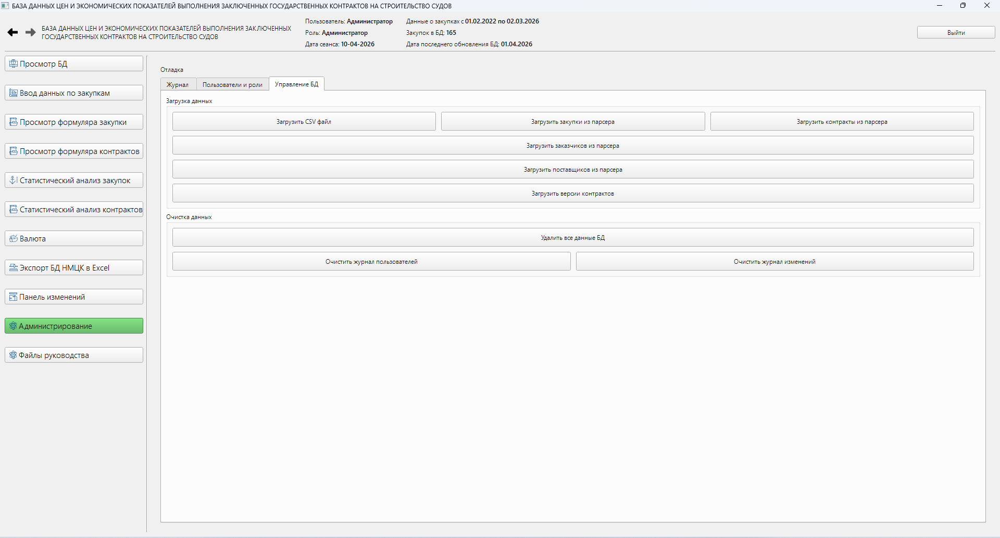 БАЗА ДАННЫХ ЦЕН И ЭКОНОМИЧЕСКИХ ПОКАЗАТЕЛЕЙ ВЫПОЛНЕНИЯ ЗАКЛЮЧЕННЫХ ГОСУДАРСТВЕННЫХ КОНТРАКТОВ НА СТРОИТЕЛЬСТВО СУДОВ
БАЗА ДАННЫХ ЦЕН И ЭКОНОМИЧЕСКИХ ПОКАЗАТЕЛЕЙ ВЫПОЛНЕНИЯ ЗАКЛЮЧЕННЫХ
ГОСУДАРСТВЕННЫХ КОНТРАКТОВ НА СТРОИТЕЛЬСТВО СУДОВ
Пользователь: Администратор
Роль: Администратор
Дата сеанса: 10-04-2026
Данные о закупках с 01.02.2022 по 02.03.2026
Закупок в БД: 165
Дата последнего обновления БД: 01.04.2026
Выйти
Просмотр БД
Ввод данных по закупкам
Просмотр формуляра закупки
Просмотр формуляра контрактов
Статистический анализ закупок
Статистический анализ контрактов
Валюта
Экспорт БД НМЦК в Excel
Панель изменений
Администрирование
Файлы руководства
Отладка
Журнал
Пользователи и роли
Управление БД
Загрузка данных
Загрузить CSV файл
Загрузить закупки из парсера
Загрузить контракты из парсера
Загрузить заказчиков из парсера
Загрузить поставщиков из парсера
Загрузить версии контрактов
Очистка данных
Удалить все данные БД
Очистить журнал пользователей
Очистить журнал изменений